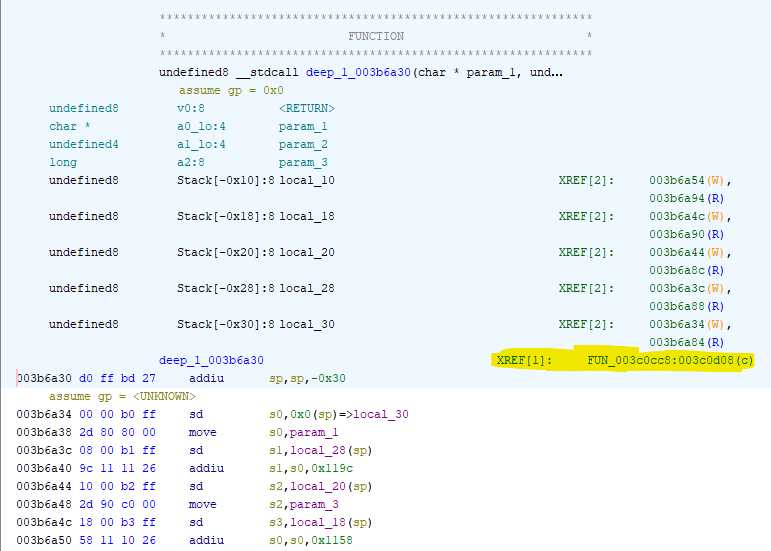 **************************************************************
* FUNCTION *
**************************************************************
undefined8 __stdcall deep_1_003b6a30(char * param_1, und...
assume gp = 0x0
undefined8 v0:8 <RETURN>
char * a0_lo:4 param_1
undefined4 a1_lo:4 param_2
long a2:8 param_3
undefined8 Stack[-0x10]:8 local_10 XREF[2]: 003b6a54(W),
003b6a94(R)
undefined8 Stack[-0x18]:8 local_18 XREF[2]: 003b6a4c(W),
003b6a90(R)
undefined8 Stack[-0x20]:8 local_20 XREF[2]: 003b6a44(W),
003b6a8c(R)
undefined8 Stack[-0x28]:8 local_28 XREF[2]: 003b6a3c(W),
003b6a88(R)
undefined8 Stack[-0x30]:8 local_30 XREF[2]: 003b6a34(W),
003b6a84(R)
deep_1_003b6a30 XREF[1]: FUN_003c0cc8:003c0d08(c)
003b6a30 d0 ff bd 27 addiu sp,sp,-0x30
assume gp = <UNKNOWN>
003b6a34 00 00 b0 ff sd s0,0x0(sp)=>local_30
003b6a38 2d 80 80 00 move s0,param_1
003b6a3c 08 00 b1 ff sd s1,local_28(sp)
003b6a40 9c 11 11 26 addiu s1,s0,0x119c
003b6a44 10 00 b2 ff sd s2,local_20(sp)
003b6a48 2d 90 c0 00 move s2,param_3
003b6a4c 18 00 b3 ff sd s3,local_18(sp)
003b6a50 58 11 10 26 addiu s0,s0,0x1158